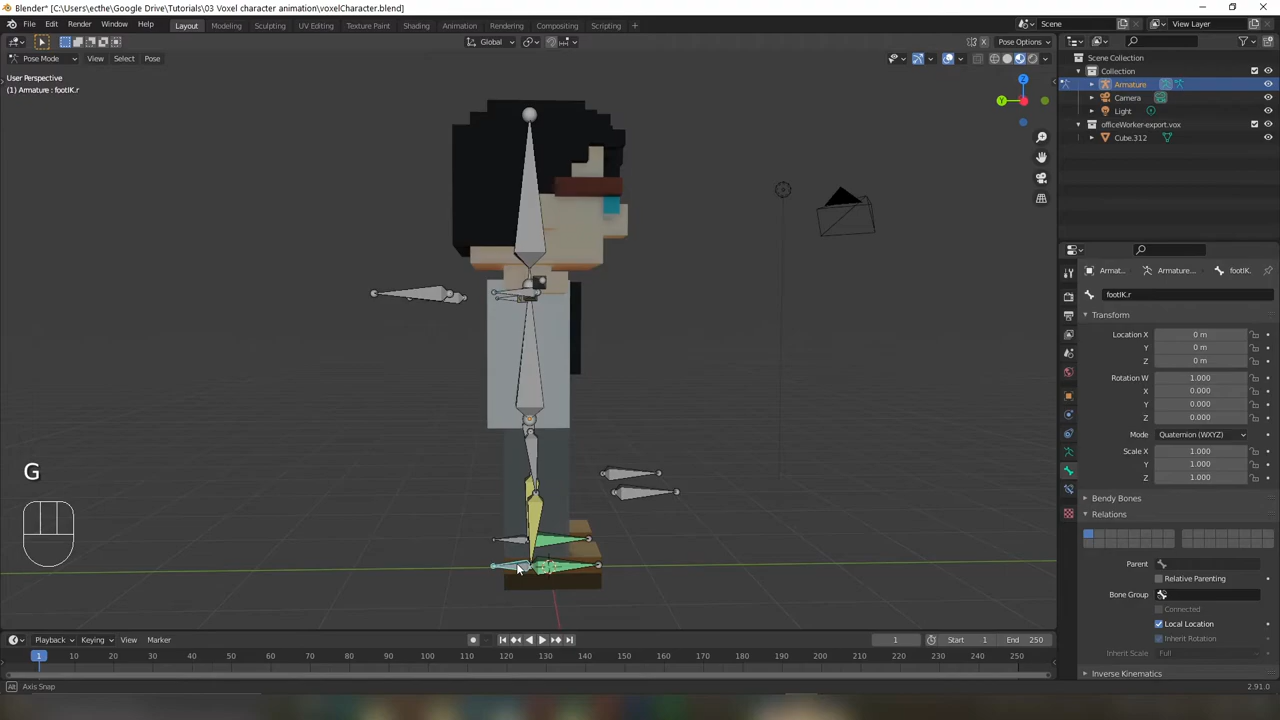 Blender* [C:\Users\ecthe\Google Drive\Tutorials\03 Voxel character animation\voxelCharacter.blend]
File Edit Render Window Help Layout Modeling Sculpting UV Editing Texture Paint Shading Animation Rendering Compositing Scripting + Scene View Layer
Global Pose Options
Pose Mode View Select Pose
User Perspective
(1) Armature : footIK.r
Z
Y
Scene Collection
Collection
Armature
Camera
Light
officeWorker-export.vox
Cube.312
Armat... Armature... footIK.
footIK.r
Transform
Location X 0 m
Y 0 m
Z 0 m
Rotation W 1.000
X 0.000
Y 0.000
Z 0.000
Mode Quaternion (WXYZ)
Scale X 1.000
Y 1.000
Z 1.000
Bendy Bones
Relations
Parent
Relative Parenting
Bone Group
Connected
Local Location
Inherit Rotation
Inherit Scale Full
Inverse Kinematics
G
Playback Keying View Marker 1 Start 1 End 250
1 10 20 30 40 50 60 70 80 90 100 110 120 130 140 150 160 170 180 190 200 210 220 230 240 250
Alt Axis Snap 2.91.0